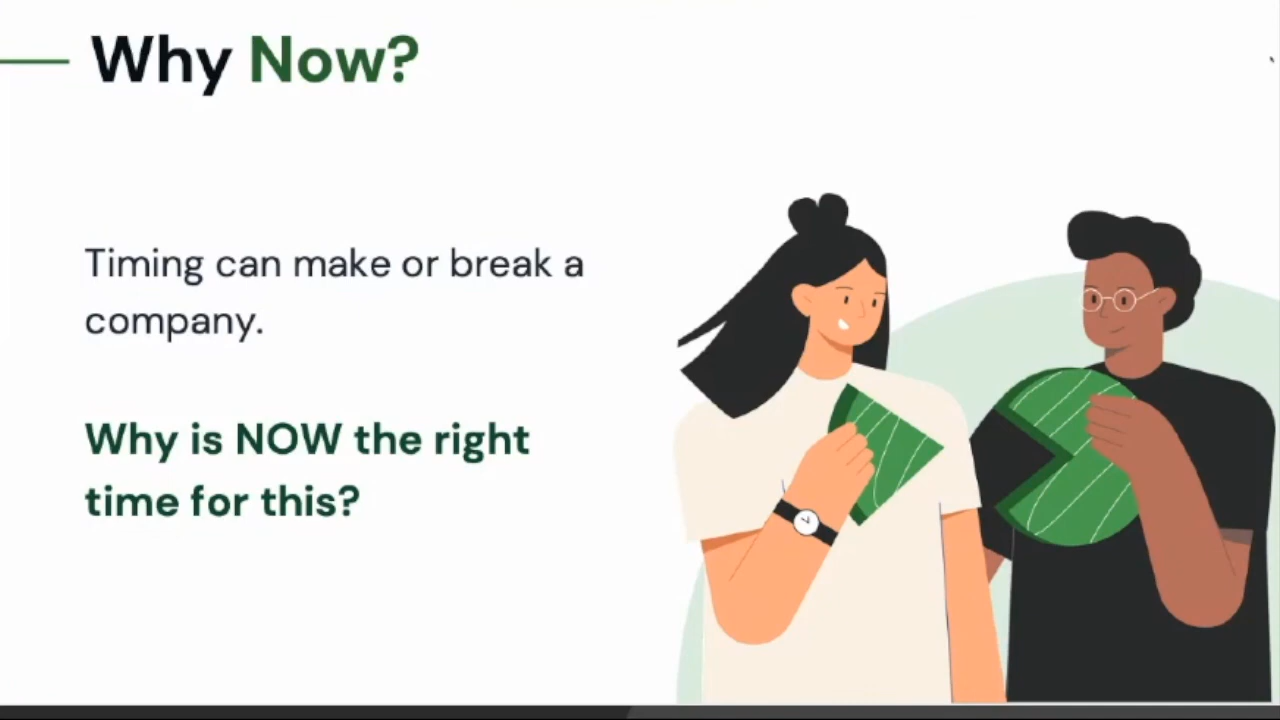 Why Now?
Timing can make or break a
company.
Why is NOW the right
time for this?